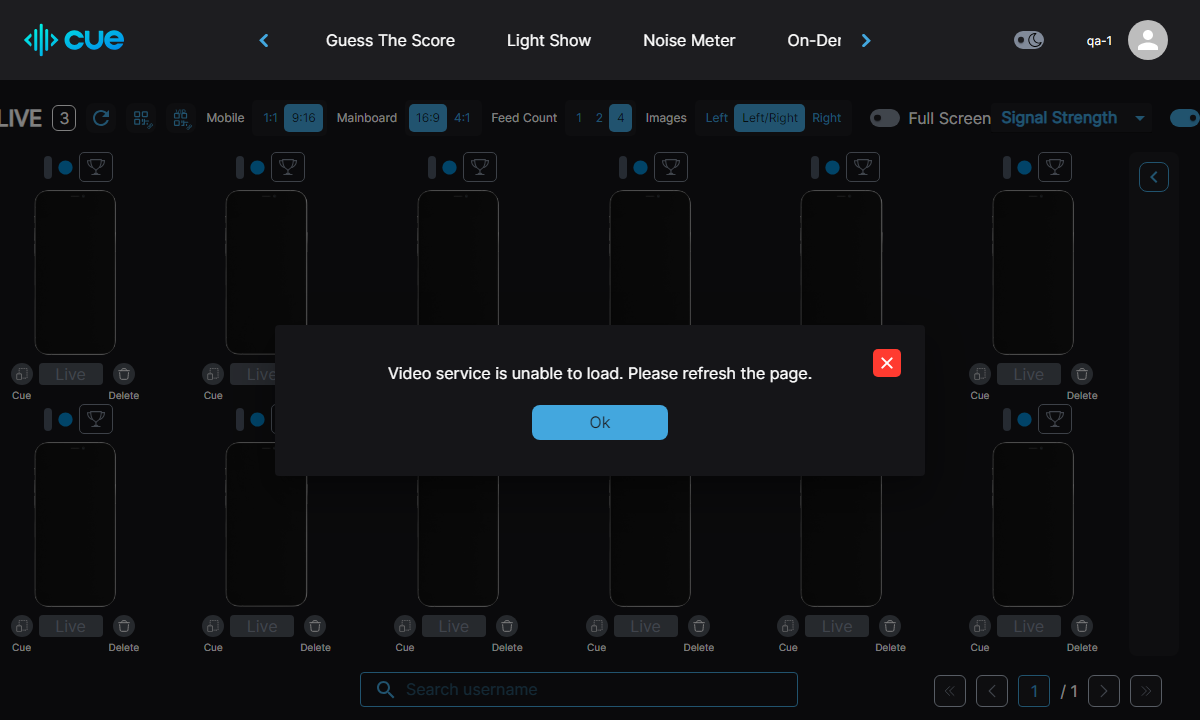 cue
Guess The Score Light Show Noise Meter On-Der
qa-1
LIVE 3 Mobile 1:1 9:16 Mainboard 16:9 4:1 Feed Count 1 2 4 Images Left Left/Right Right Full Screen Signal Strength
Live Live Live
Cue Delete Cue Cue Delete
Video service is unable to load. Please refresh the page.
Ok
Live Live Live Live Live Live
Cue Delete Cue Delete Cue Delete Cue Delete Cue Delete Cue Delete
Search username
1 / 1